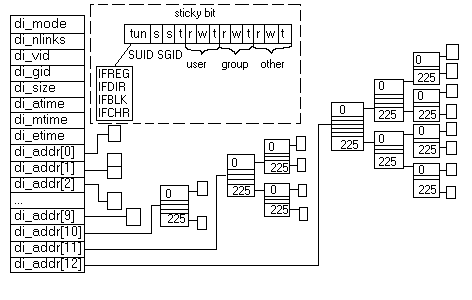 sticky bit
di_mode
tun s s t r w t r w t r w t
di_nlinks
SUID SGID
di_vid
user group other
di_gid
IFREG
di_size
IFDIR
di_atime
IFBLK
di_mtime
IFCHR
di_etime
di_addr[0]
di_addr[1]
di_addr[2]
...
di_addr[9]
di_addr[10]
di_addr[11]
di_addr[12]
0
225
0
225
0
225
0
225
0
225
0
225
0
225
0
225
0
225
0
225
0
225